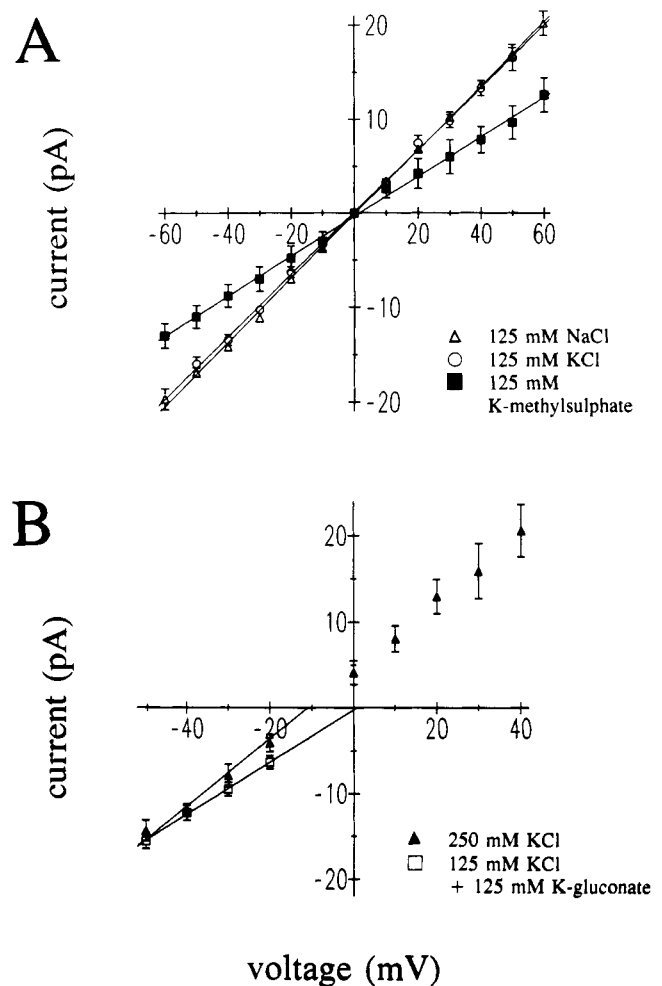 A
current (pA)
20
10
-60 -40 -20 0 20 40 60
-10
-20
125 mM NaCl
125 mM KCl
125 mM
K-methylsulphate
B
current (pA)
20
10
-40 -20 0 20 40
-10
-20
250 mM KCl
125 mM KCl
+ 125 mM K-gluconate
voltage (mV)